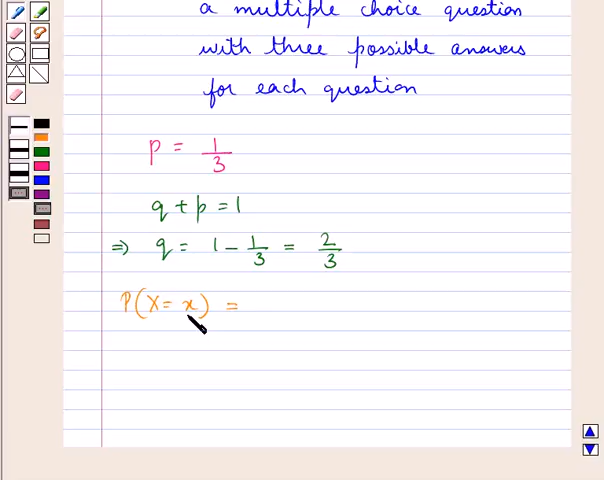 a multiple choice question
with three possible answers
for each question
p = 1/3
q + p = 1
⇒ q = 1 - 1/3 = 2/3
P(X = x) =